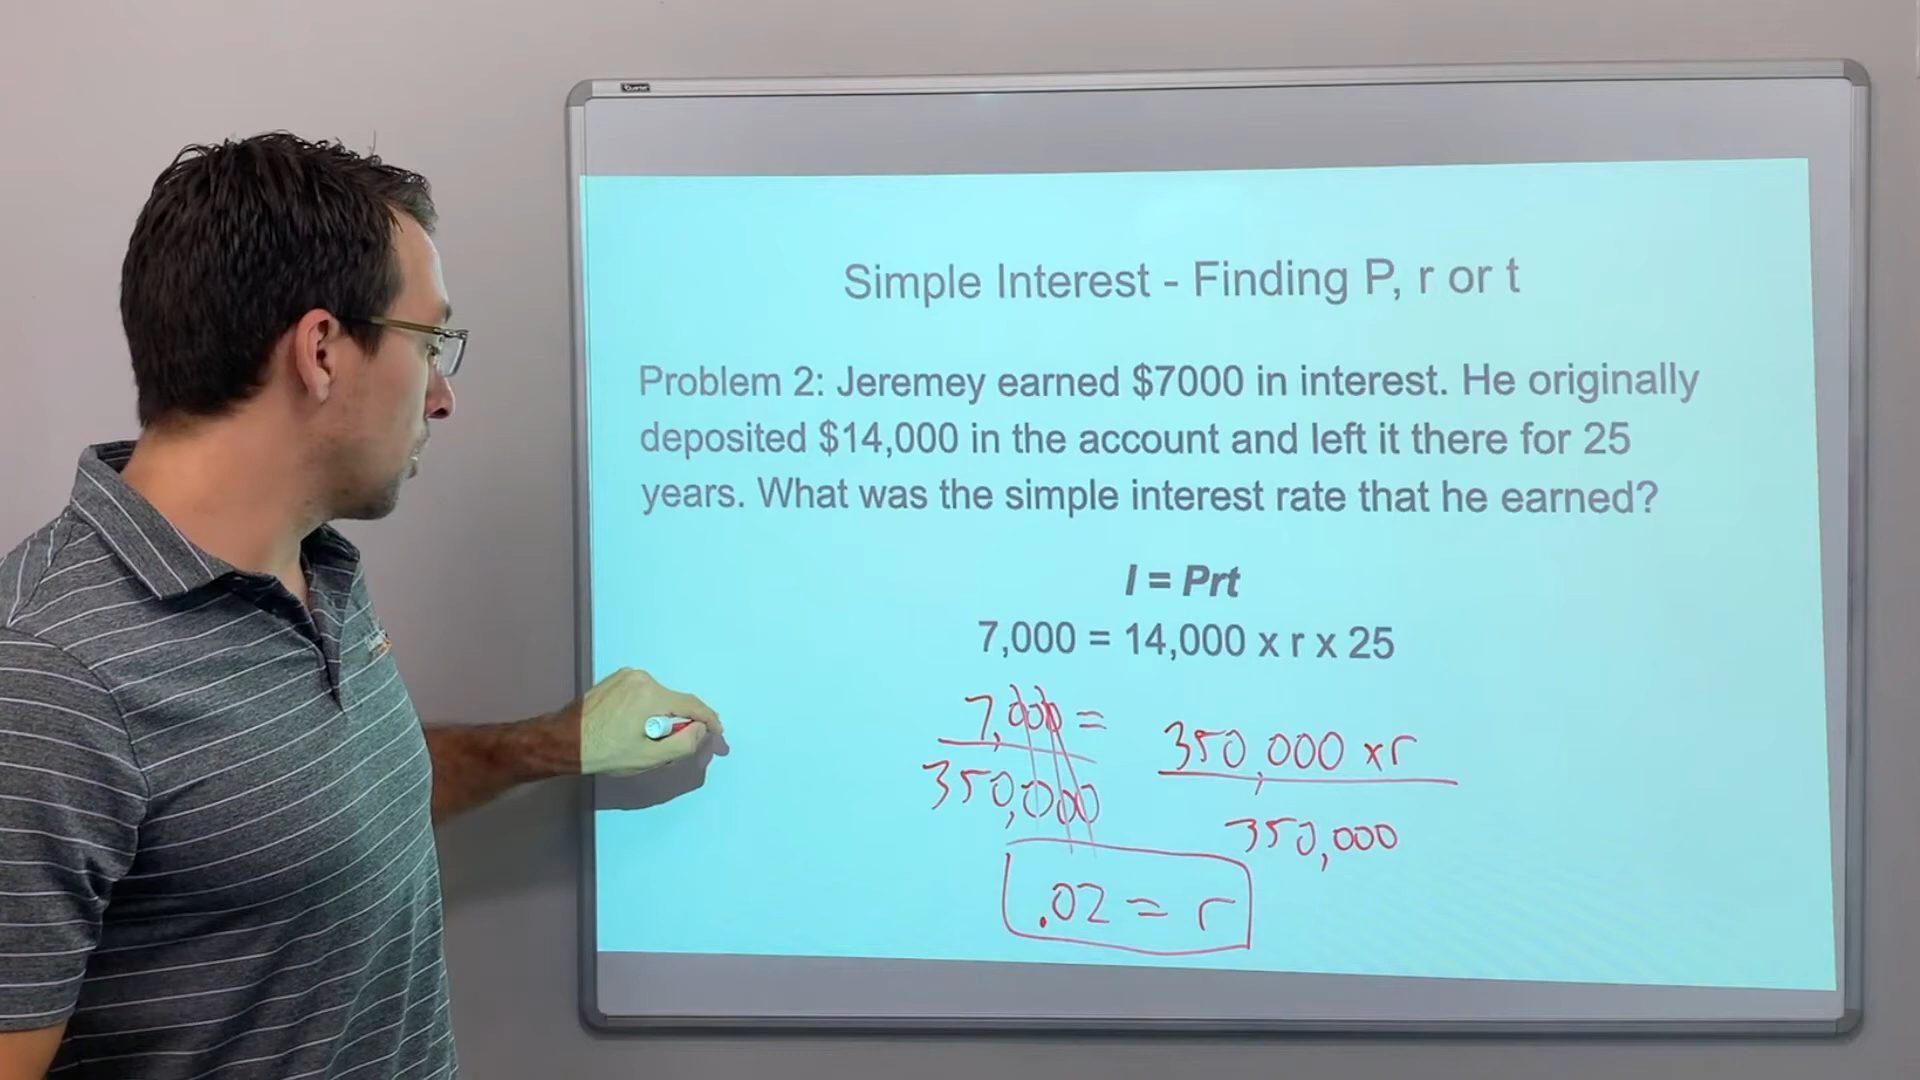 Simple Interest - Finding P, r or t
Problem 2: Jeremey earned $7000 in interest. He originally
deposited $14,000 in the account and left it there for 25
years. What was the simple interest rate that he earned?
I = Prt
7,000 = 14,000 x r x 25
7,000 = 350,000 x r
350,000 350,000
.02 = r